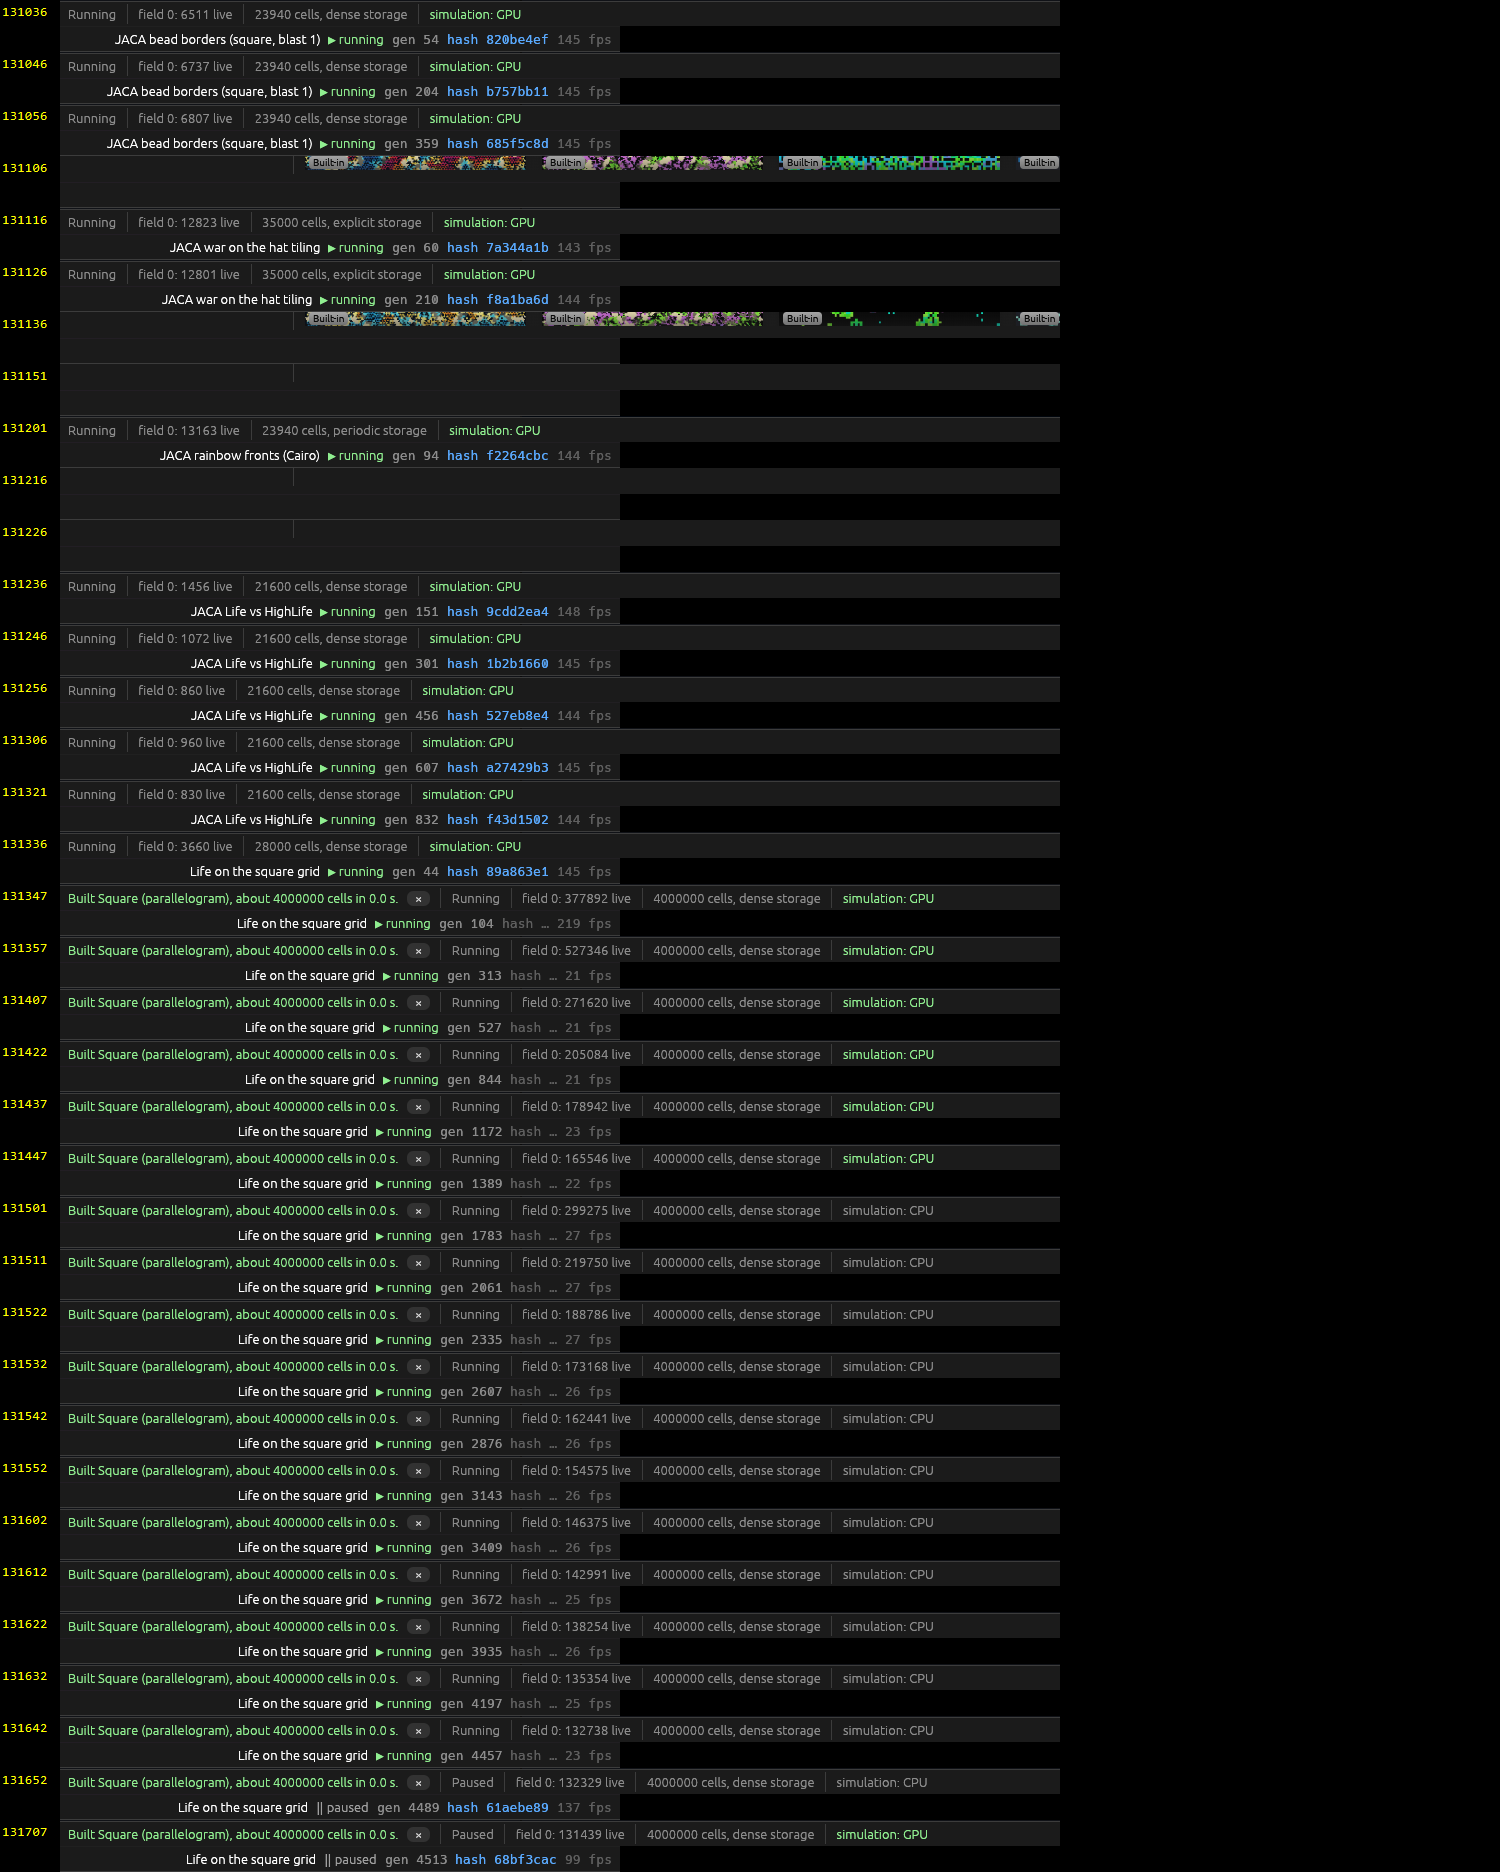 131036 Running field 0: 6511 live 23940 cells, dense storage simulation: GPU
JACA bead borders (square, blast 1) ▶ running gen 54 hash 820be4ef 145 fps
131046 Running field 0: 6737 live 23940 cells, dense storage simulation: GPU
JACA bead borders (square, blast 1) ▶ running gen 204 hash b757bb11 145 fps
131056 Running field 0: 6807 live 23940 cells, dense storage simulation: GPU
JACA bead borders (square, blast 1) ▶ running gen 359 hash 685f5c8d 145 fps
131106 Built-in Built-in Built-in Built-in
131116 Running field 0: 12823 live 35000 cells, explicit storage simulation: GPU
JACA war on the hat tiling ▶ running gen 60 hash 7a344a1b 143 fps
131126 Running field 0: 12801 live 35000 cells, explicit storage simulation: GPU
JACA war on the hat tiling ▶ running gen 210 hash f8a1ba6d 144 fps
131136 Built-in Built-in Built-in Built-in
131151
131201 Running field 0: 13163 live 23940 cells, periodic storage simulation: GPU
JACA rainbow fronts (Cairo) ▶ running gen 94 hash f2264cbc 144 fps
131216
131226
131236 Running field 0: 1456 live 21600 cells, dense storage simulation: GPU
JACA Life vs HighLife ▶ running gen 151 hash 9cdd2ea4 148 fps
131246 Running field 0: 1072 live 21600 cells, dense storage simulation: GPU
JACA Life vs HighLife ▶ running gen 301 hash 1b2b1660 145 fps
131256 Running field 0: 860 live 21600 cells, dense storage simulation: GPU
JACA Life vs HighLife ▶ running gen 456 hash 527eb8e4 144 fps
131306 Running field 0: 960 live 21600 cells, dense storage simulation: GPU
JACA Life vs HighLife ▶ running gen 607 hash a27429b3 145 fps
131321 Running field 0: 830 live 21600 cells, dense storage simulation: GPU
JACA Life vs HighLife ▶ running gen 832 hash f43d1502 144 fps
131336 Running field 0: 3660 live 28000 cells, dense storage simulation: GPU
Life on the square grid ▶ running gen 44 hash 89a863e1 145 fps
131347 Built Square (parallelogram), about 4000000 cells in 0.0 s. × Running field 0: 377892 live 4000000 cells, dense storage simulation: GPU
Life on the square grid ▶ running gen 104 hash … 219 fps
131357 Built Square (parallelogram), about 4000000 cells in 0.0 s. × Running field 0: 527346 live 4000000 cells, dense storage simulation: GPU
Life on the square grid ▶ running gen 313 hash … 21 fps
131407 Built Square (parallelogram), about 4000000 cells in 0.0 s. × Running field 0: 271620 live 4000000 cells, dense storage simulation: GPU
Life on the square grid ▶ running gen 527 hash … 21 fps
131422 Built Square (parallelogram), about 4000000 cells in 0.0 s. × Running field 0: 205084 live 4000000 cells, dense storage simulation: GPU
Life on the square grid ▶ running gen 844 hash … 21 fps
131437 Built Square (parallelogram), about 4000000 cells in 0.0 s. × Running field 0: 178942 live 4000000 cells, dense storage simulation: GPU
Life on the square grid ▶ running gen 1172 hash … 23 fps
131447 Built Square (parallelogram), about 4000000 cells in 0.0 s. × Running field 0: 165546 live 4000000 cells, dense storage simulation: GPU
Life on the square grid ▶ running gen 1389 hash … 22 fps
131501 Built Square (parallelogram), about 4000000 cells in 0.0 s. × Running field 0: 299275 live 4000000 cells, dense storage simulation: CPU
Life on the square grid ▶ running gen 1783 hash … 27 fps
131511 Built Square (parallelogram), about 4000000 cells in 0.0 s. × Running field 0: 219750 live 4000000 cells, dense storage simulation: CPU
Life on the square grid ▶ running gen 2061 hash … 27 fps
131522 Built Square (parallelogram), about 4000000 cells in 0.0 s. × Running field 0: 188786 live 4000000 cells, dense storage simulation: CPU
Life on the square grid ▶ running gen 2335 hash … 27 fps
131532 Built Square (parallelogram), about 4000000 cells in 0.0 s. × Running field 0: 173168 live 4000000 cells, dense storage simulation: CPU
Life on the square grid ▶ running gen 2607 hash … 26 fps
131542 Built Square (parallelogram), about 4000000 cells in 0.0 s. × Running field 0: 162441 live 4000000 cells, dense storage simulation: CPU
Life on the square grid ▶ running gen 2876 hash … 26 fps
131552 Built Square (parallelogram), about 4000000 cells in 0.0 s. × Running field 0: 154575 live 4000000 cells, dense storage simulation: CPU
Life on the square grid ▶ running gen 3143 hash … 26 fps
131602 Built Square (parallelogram), about 4000000 cells in 0.0 s. × Running field 0: 146375 live 4000000 cells, dense storage simulation: CPU
Life on the square grid ▶ running gen 3409 hash … 26 fps
131612 Built Square (parallelogram), about 4000000 cells in 0.0 s. × Running field 0: 142991 live 4000000 cells, dense storage simulation: CPU
Life on the square grid ▶ running gen 3672 hash … 25 fps
131622 Built Square (parallelogram), about 4000000 cells in 0.0 s. × Running field 0: 138254 live 4000000 cells, dense storage simulation: CPU
Life on the square grid ▶ running gen 3935 hash … 26 fps
131632 Built Square (parallelogram), about 4000000 cells in 0.0 s. × Running field 0: 135354 live 4000000 cells, dense storage simulation: CPU
Life on the square grid ▶ running gen 4197 hash … 25 fps
131642 Built Square (parallelogram), about 4000000 cells in 0.0 s. × Running field 0: 132738 live 4000000 cells, dense storage simulation: CPU
Life on the square grid ▶ running gen 4457 hash … 23 fps
131652 Built Square (parallelogram), about 4000000 cells in 0.0 s. × Paused field 0: 132329 live 4000000 cells, dense storage simulation: CPU
Life on the square grid || paused gen 4489 hash 61aebe89 137 fps
131707 Built Square (parallelogram), about 4000000 cells in 0.0 s. × Paused field 0: 131439 live 4000000 cells, dense storage simulation: GPU
Life on the square grid || paused gen 4513 hash 68bf3cac 99 fps